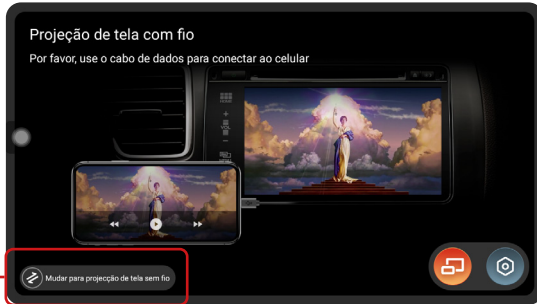 Projeção de tela com fio
Por favor, use o cabo de dados para conectar ao celular
+
VOL
−
Mudar para projecção de tela sem fio